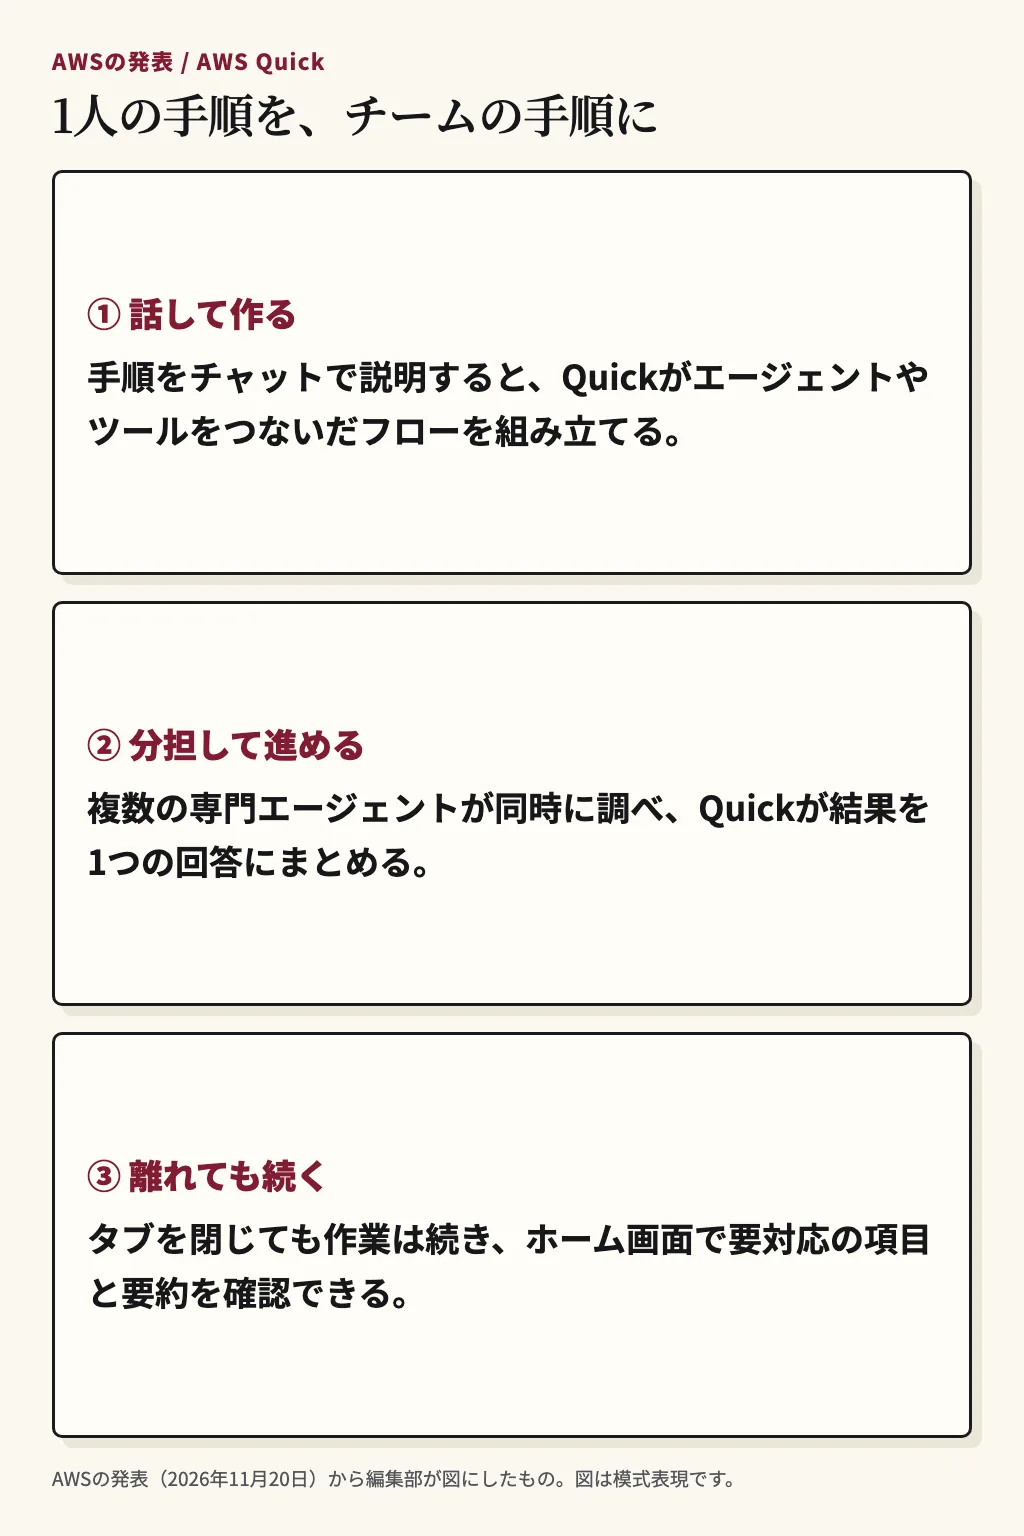 AWSの発表 / AWS Quick
1人の手順を、チームの手順に
① 話して作る
手順をチャットで説明すると、Quickがエージェントや
ツールをつないだフローを組み立てる。
② 分担して進める
複数の専門エージェントが同時に調べ、Quickが結果を
1つの回答にまとめる。
③ 離れても続く
タブを閉じても作業は続き、ホーム画面で要対応の項目
と要約を確認できる。
AWSの発表（2026年11月20日）から編集部が図にしたもの。図は模式表現です。